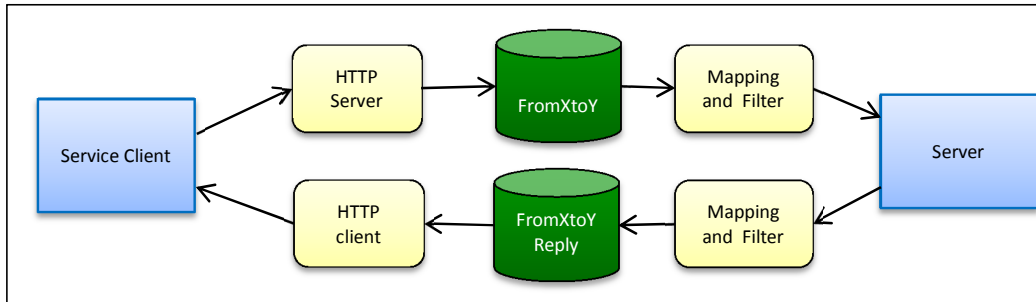 HTTP
Server
FromXtoY
Mapping
and Filter
Service Client
Server
HTTP
client
FromXtoY
Reply
Mapping
and Filter